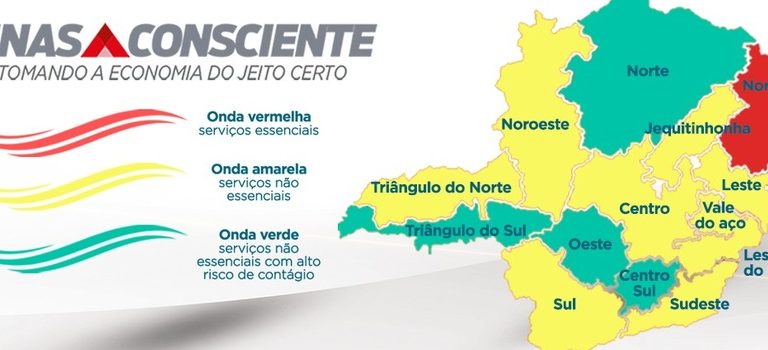 NAS CONSCIENTE
TOMANDO A ECONOMIA DO JEITO CERTO
Onda vermelha
serviços essenciais
Onda amarela
serviços não
essenciais
Onda verde
serviços não
essenciais com alto
risco de contágio
Norte
Nor
Noroeste
Jequitinhonha
Triângulo do Norte
Leste
Centro
Vale
do aço
Triângulo do Sul
Oeste
Les
do
Centro
Sul
Sul
Sudeste